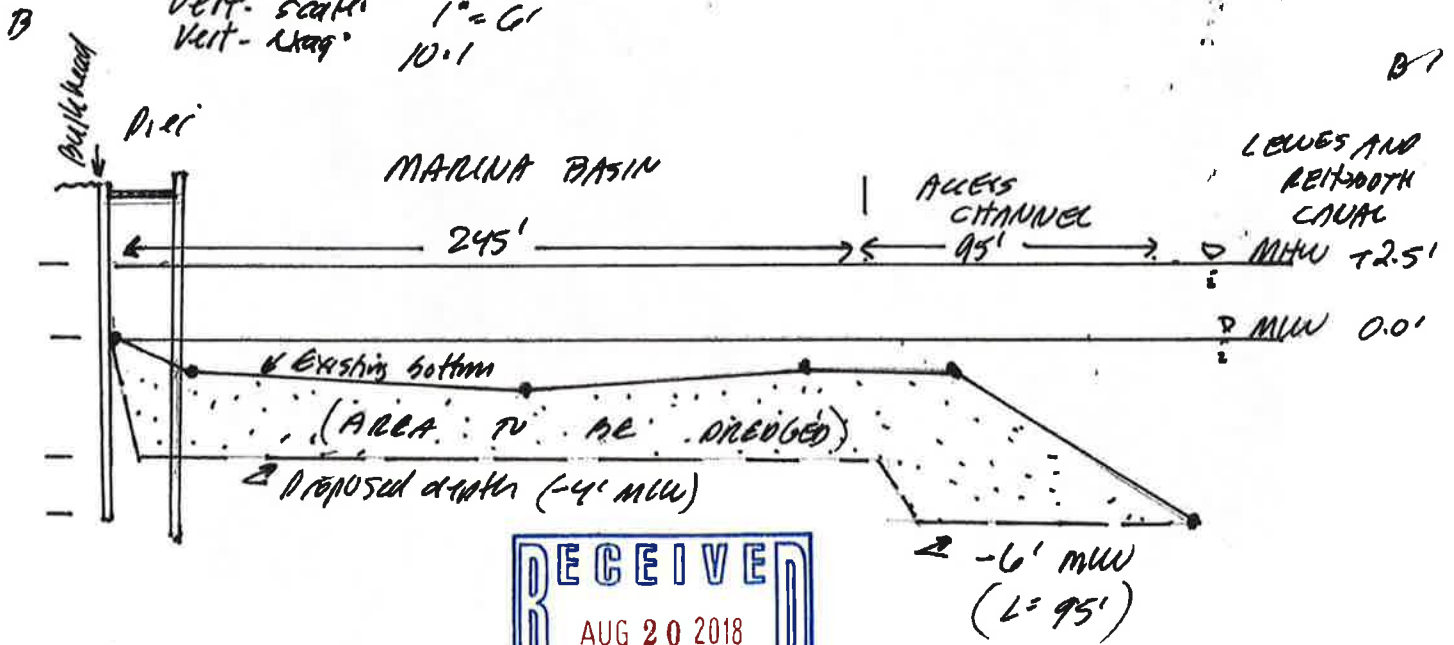 B
Vert. scale 1" = 6'
Vert. exag. 10:1
B'
Bulkhead
Pier
MARINA BASIN
ACCESS
CHANNEL
LEWES AND
REHOBOTH
CANAL
245'
95'
MHW +2.5'
MLW 0.0'
Existing bottom
(AREA TO BE DREDGED)
Proposed depth (-4' MLW)
-6' MLW
(L= 95')
RECEIVED
AUG 20 2018